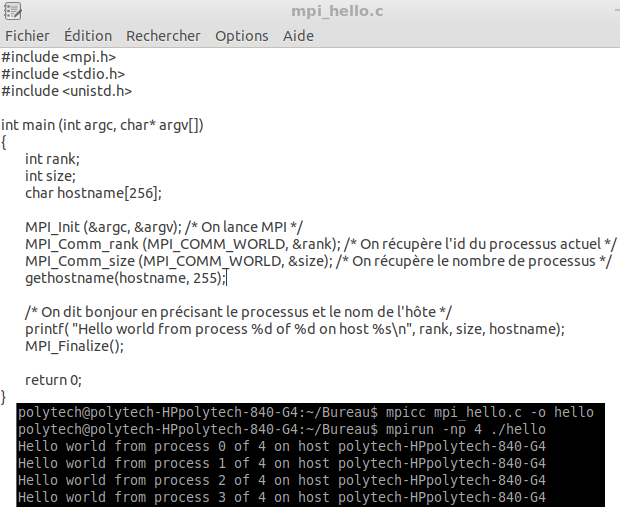 mpi_hello.c
Fichier Édition Rechercher Options Aide
#include <mpi.h>
#include <stdio.h>
#include <unistd.h>
int main (int argc, char* argv[])
{
int rank;
int size;
char hostname[256];
MPI_Init (&argc, &argv); /* On lance MPI */
MPI_Comm_rank (MPI_COMM_WORLD, &rank); /* On récupère l'id du processus actuel */
MPI_Comm_size (MPI_COMM_WORLD, &size); /* On récupère le nombre de processus */
gethostname(hostname, 255);
/* On dit bonjour en précisant le processus et le nom de l'hôte */
printf( "Hello world from process %d of %d on host %s\n", rank, size, hostname);
MPI_Finalize();
return 0;
}
polytech@polytech-HPpolytech-840-G4:~/Bureau$ mpicc mpi_hello.c -o hello
polytech@polytech-HPpolytech-840-G4:~/Bureau$ mpirun -np 4 ./hello
Hello world from process 0 of 4 on host polytech-HPpolytech-840-G4
Hello world from process 1 of 4 on host polytech-HPpolytech-840-G4
Hello world from process 2 of 4 on host polytech-HPpolytech-840-G4
Hello world from process 3 of 4 on host polytech-HPpolytech-840-G4